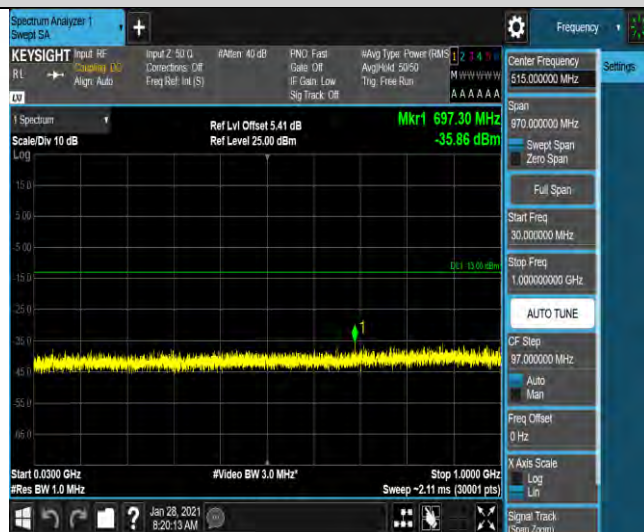 Spectrum Analyzer 1
Swept SA
+
Frequency
KEYSIGHT
Input: RF
Input Z: 50 Ω
#Atten: 40 dB
PNO: Fast
#Avg Type: Power (RMS
1 2 3 4 5 6
RL
Coupling: DC
Corrections: Off
Gate: Off
Avg|Hold: 50/50
M W W W W W
Align: Auto
Freq Ref: Int (S)
IF Gain: Low
Trig: Free Run
Sig Track: Off
A A A A A A
LXI
1 Spectrum
Scale/Div 10 dB
Ref Lvl Offset 5.41 dB
Ref Level 25.00 dBm
Mkr1 697.30 MHz
-35.86 dBm
Log
15.0
5.00
-5.00
-15.0
-25.0
-35.0
-45.0
-55.0
-65.0
DL1 -13.00 dBm
1
Start 0.0300 GHz
#Video BW 3.0 MHz*
Stop 1.0000 GHz
#Res BW 1.0 MHz
Sweep ~2.11 ms (30001 pts)
?
Jan 28, 2021
8:20:13 AM
Center Frequency
515.000000 MHz
Settings
Span
970.000000 MHz
Swept Span
Zero Span
Full Span
Start Freq
30.000000 MHz
Stop Freq
1.000000000 GHz
AUTO TUNE
CF Step
97.000000 MHz
Auto
Man
Freq Offset
0 Hz
X Axis Scale
Log
Lin
Signal Track
(Span Zoom)